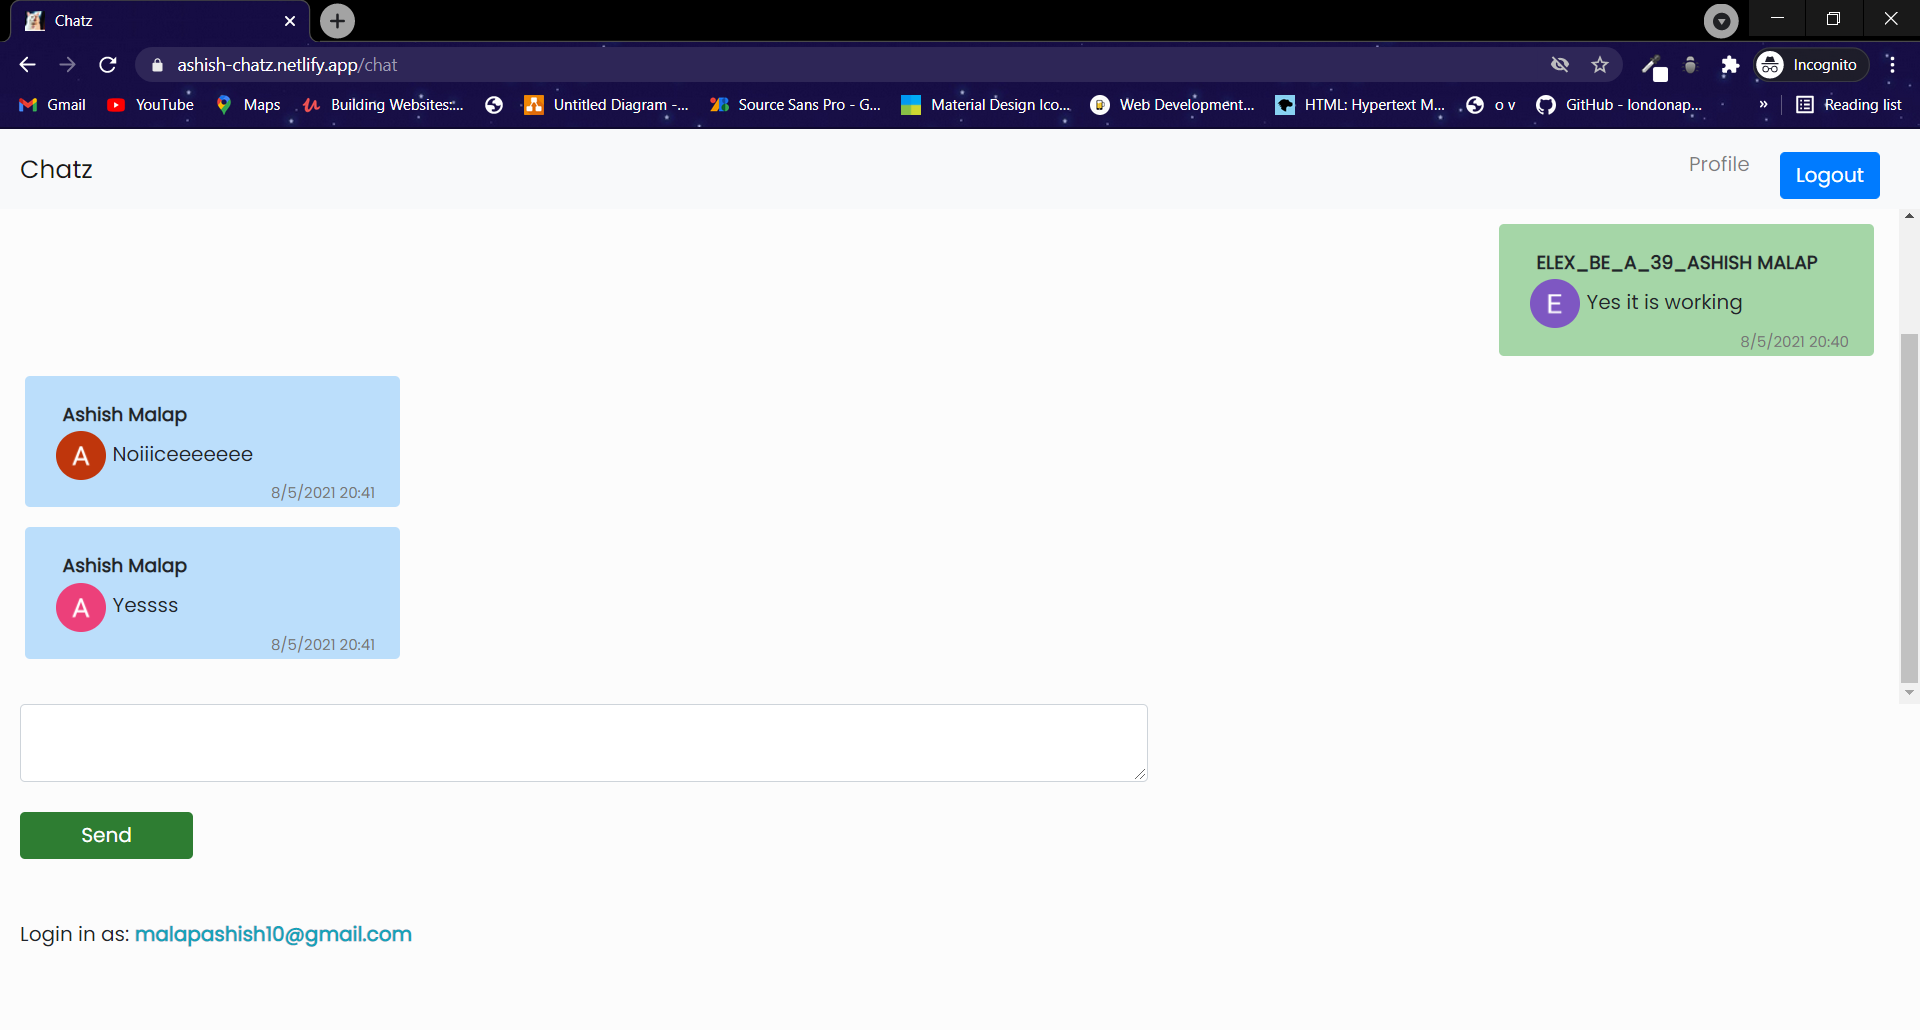 Chatz
ashish-chatz.netlify.app/chat
Incognito
Gmail
YouTube
Maps
Building Websites:...
Untitled Diagram -...
Source Sans Pro - G...
Material Design Ico...
Web Development...
HTML: Hypertext M...
o v
GitHub - londonap...
»
Reading list
Chatz
Profile
Logout
ELEX_BE_A_39_ASHISH MALAP
E
Yes it is working
8/5/2021 20:40
Ashish Malap
A
Noiiiceeeeeee
8/5/2021 20:41
Ashish Malap
A
Yessss
8/5/2021 20:41
Send
Login in as: malapashish10@gmail.com